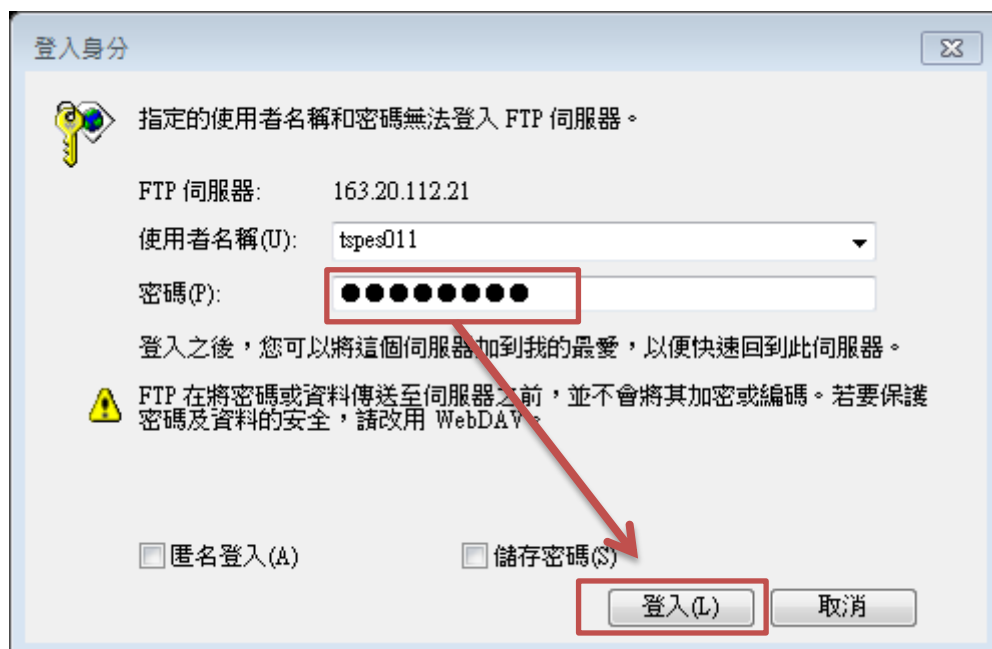 登入身分
指定的使用者名稱和密碼無法登入 FTP 伺服器。
FTP 伺服器: 163.20.112.21
使用者名稱(U): tspes011
密碼(P): ●●●●●●●●
登入之後，您可以將這個伺服器加到我的最愛，以便快速回到此伺服器。
FTP 在將密碼或資料傳送至伺服器之前，並不會將其加密或編碼。若要保護
密碼及資料的安全，請改用 WebDAV。
匿名登入(A) 儲存密碼(S)
登入(L) 取消